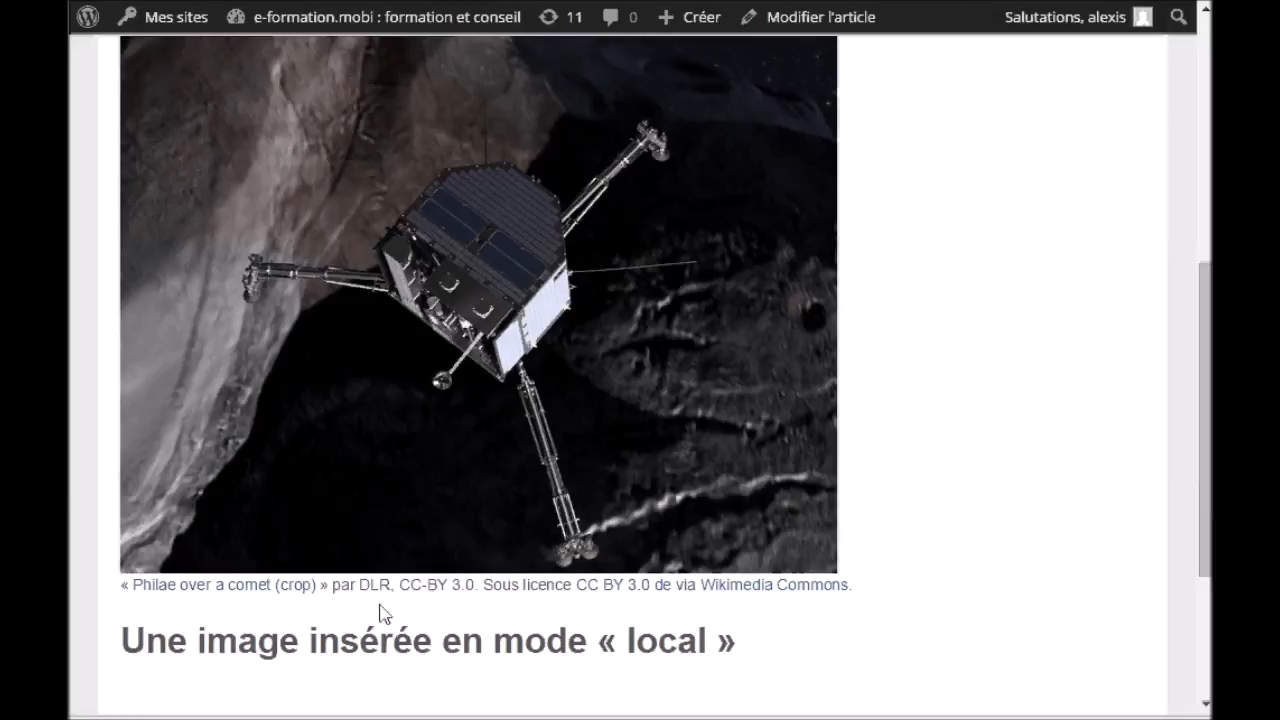 Mes sites e-formation.mobi : formation et conseil 11 0 Créer Modifier l'article Salutations, alexis
« Philae over a comet (crop) » par DLR, CC-BY 3.0. Sous licence CC BY 3.0 de via Wikimedia Commons.
Une image insérée en mode « local »